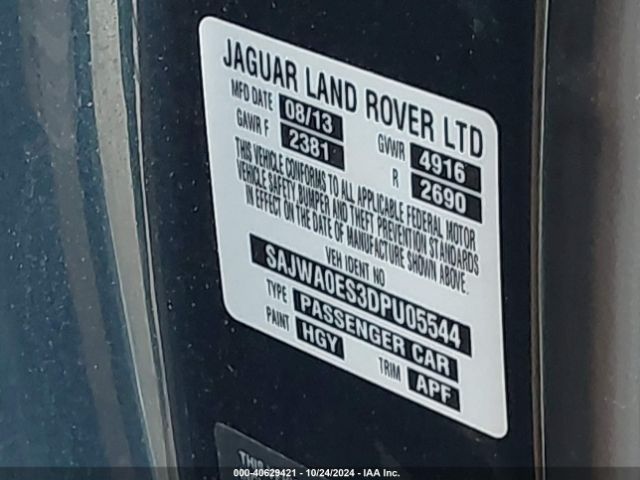 JAGUAR LAND ROVER LTD
MFD DATE 08/13 GVWR 4916
GAWR F 2381 R 2690
THIS VEHICLE CONFORMS TO ALL APPLICABLE FEDERAL MOTOR
VEHICLE SAFETY, BUMPER AND THEFT PREVENTION STANDARDS
IN EFFECT ON THE DATE OF MANUFACTURE SHOWN ABOVE.
VEH IDENT NO
SAJWA0ES3DPU05544
TYPE PASSENGER CAR
PAINT HGY TRIM APF
THIS
000-40629421 - 10/24/2024 - IAA Inc.